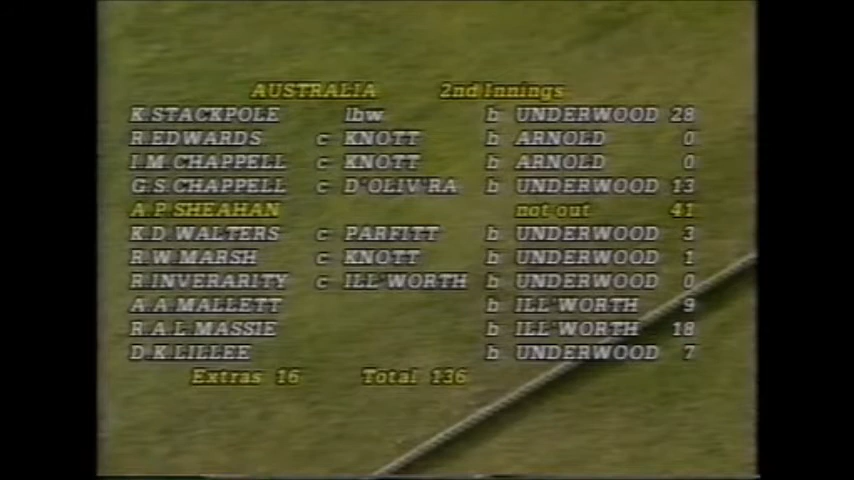 AUSTRALIA 2nd Innings
K.STACKPOLE lbw b UNDERWOOD 28
R.EDWARDS c KNOTT b ARNOLD 0
I.M.CHAPPELL c KNOTT b ARNOLD 0
G.S.CHAPPELL c D'OLIV'RA b UNDERWOOD 13
A.P.SHEAHAN not out 41
K.D.WALTERS c PARFITT b UNDERWOOD 3
R.W.MARSH c KNOTT b UNDERWOOD 1
R.INVERARITY c ILL'WORTH b UNDERWOOD 0
A.A.MALLETT b ILL'WORTH 9
R.A.L.MASSIE b ILL'WORTH 18
D.K.LILLEE b UNDERWOOD 7
Extras 16 Total 136